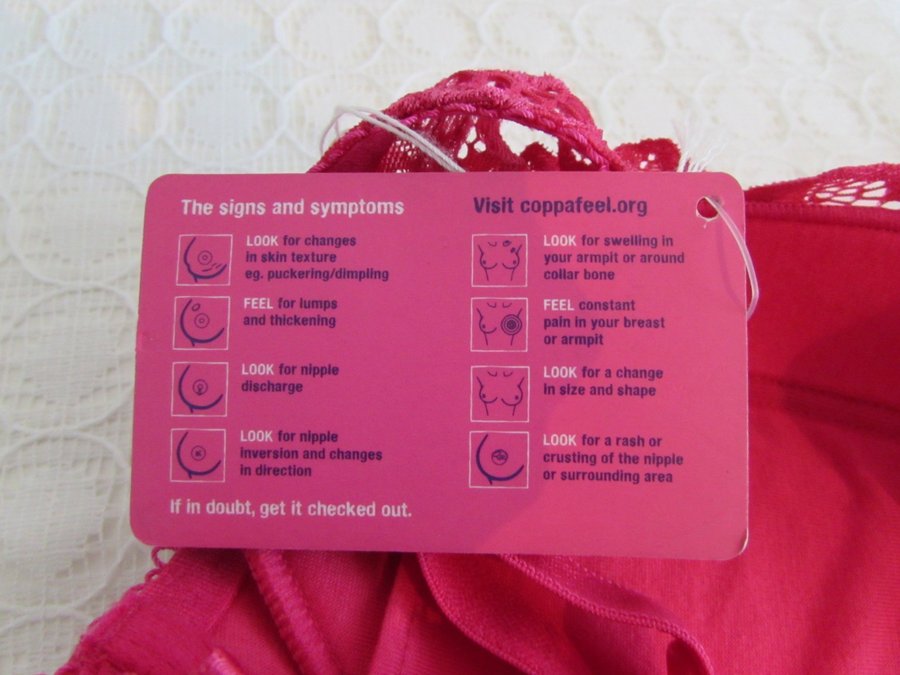 The signs and symptoms
LOOK for changes
in skin texture
eg. puckering/dimpling
FEEL for lumps
and thickening
LOOK for nipple
discharge
LOOK for nipple
inversion and changes
in direction
If in doubt, get it checked out.
Visit coppafeel.org
LOOK for swelling in
your armpit or around
collar bone
FEEL constant
pain in your breast
or armpit
LOOK for a change
in size and shape
LOOK for a rash or
crusting of the nipple
or surrounding area